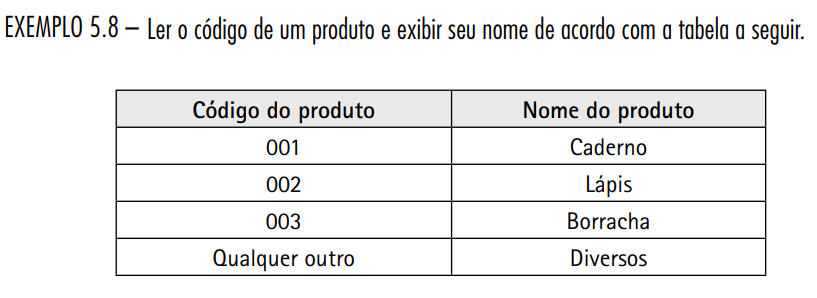 EXEMPLO 5.8 – Ler o código de um produto e exibir seu nome de acordo com a tabela a seguir.
Código do produto Nome do produto
001 Caderno
002 Lápis
003 Borracha
Qualquer outro Diversos